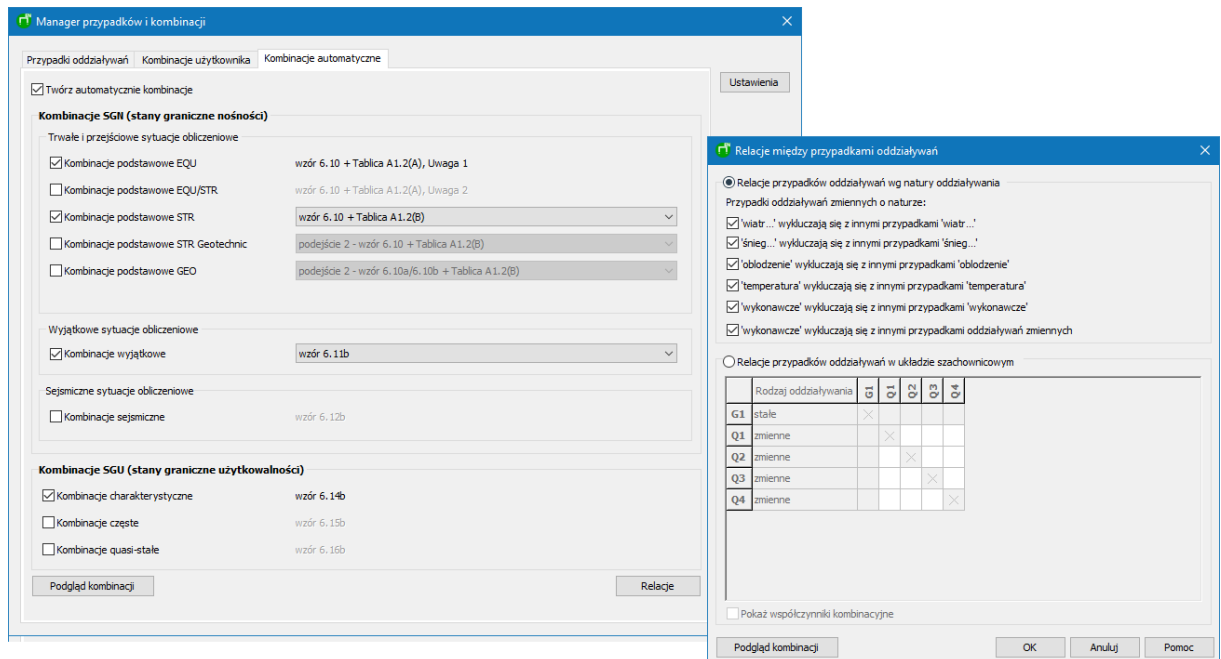 Manager przypadków i kombinacji
Przypadki oddziaływań Kombinacje użytkownika Kombinacje automatyczne
Ustawienia
Twórz automatycznie kombinacje
Kombinacje SGN (stany graniczne nośności)
Trwałe i przejściowe sytuacje obliczeniowe
Kombinacje podstawowe EQU wzór 6.10 + Tablica A1.2(A), Uwaga 1
Kombinacje podstawowe EQU/STR wzór 6.10 + Tablica A1.2(A), Uwaga 2
Kombinacje podstawowe STR wzór 6.10 + Tablica A1.2(B)
Kombinacje podstawowe STR Geotechnic podejście 2 - wzór 6.10 + Tablica A1.2(B)
Kombinacje podstawowe GEO podejście 2 - wzór 6.10a/6.10b + Tablica A1.2(B)
Wyjątkowe sytuacje obliczeniowe
Kombinacje wyjątkowe wzór 6.11b
Sejsmiczne sytuacje obliczeniowe
Kombinacje sejsmiczne wzór 6.12b
Kombinacje SGU (stany graniczne użytkowalności)
Kombinacje charakterystyczne wzór 6.14b
Kombinacje częste wzór 6.15b
Kombinacje quasi-stałe wzór 6.16b
Podgląd kombinacji Relacje
Relacje między przypadkami oddziaływań
Relacje przypadków oddziaływań wg natury oddziaływania
Przypadki oddziaływań zmiennych o naturze:
'wiatr...' wykluczają się z innymi przypadkami 'wiatr...'
'śnieg...' wykluczają się z innymi przypadkami 'śnieg...'
'oblodzenie' wykluczają się z innymi przypadkami 'oblodzenie'
'temperatura' wykluczają się z innymi przypadkami 'temperatura'
'wykonawcze' wykluczają się z innymi przypadkami 'wykonawcze'
'wykonawcze' wykluczają się z innymi przypadkami oddziaływań zmiennych
Relacje przypadków oddziaływań w układzie szachownicowym
Rodzaj oddziaływania G1 Q1 Q2 Q3 Q4
G1 stałe
Q1 zmienne
Q2 zmienne
Q3 zmienne
Q4 zmienne
Pokaż współczynniki kombinacyjne
Podgląd kombinacji OK Anuluj Pomoc